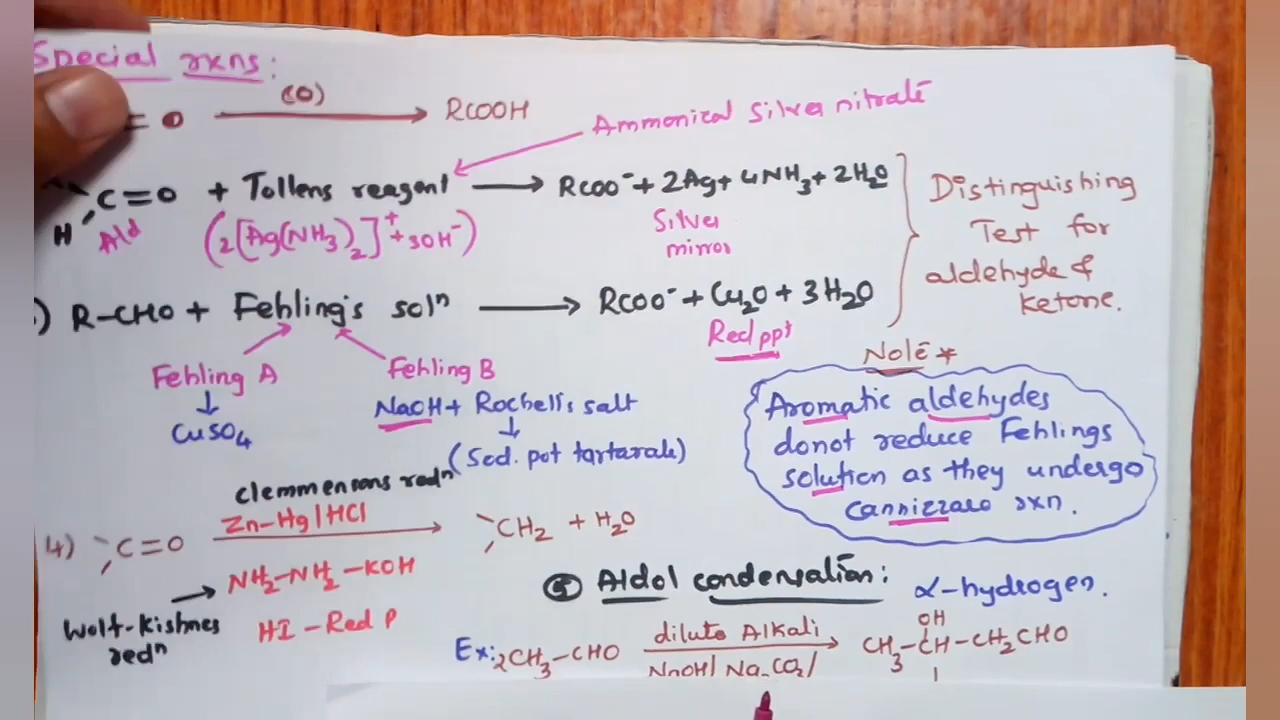 Special rxns:
= O (O) → RCOOH
Ammonical Silver nitrate
C=O + Tollens reagent → RCOO⁻ + 2Ag + 4NH₃ + 2H₂O
H Ald (2[Ag(NH₃)₂]⁺ + 3OH⁻) Silver mirror
Distinguishing
Test for
aldehyde &
ketone.
) R-CHO + Fehling's solⁿ → RCOO⁻ + Cu₂O + 3H₂O
Red ppt
Fehling A Fehling B
↓ NaOH + Rochell's salt
CuSO₄ ↓
(Sod. pot tartarate)
Note *
Aromatic aldehydes
donot reduce Fehlings
solution as they undergo
Cannizzaro rxn.
clemmensons redⁿ
4) C=O Zn-Hg/HCl → CH₂ + H₂O
→ NH₂-NH₂-KOH
Wolf-Kishnes
redⁿ
HI - Red P
⑤ Aldol condensation: α-hydrogen.
Ex: 2CH₃-CHO dilute Alkali → CH₃-CH-CH₂CHO
OH
NaOH/ Na₂CO₃/